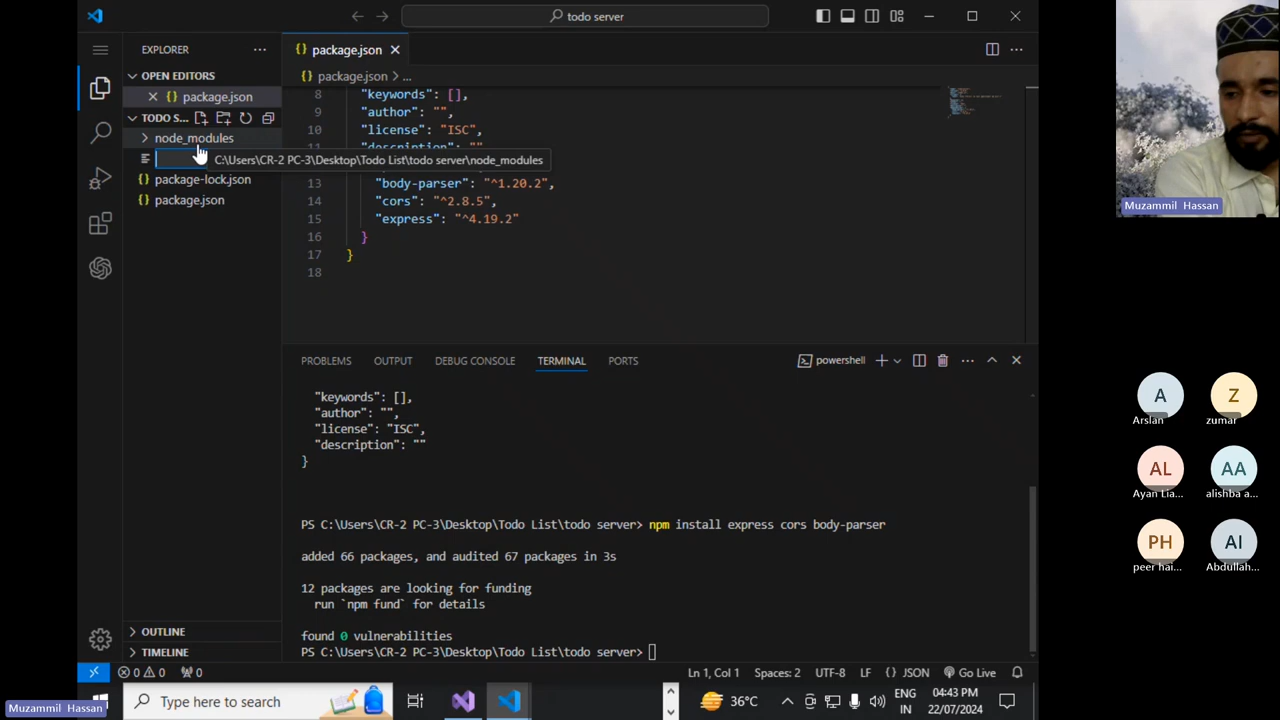 todo server
EXPLORER
package.json
OPEN EDITORS
package.json
package.json > ...
TODO S...
node_modules
C:\Users\CR-2 PC-3\Desktop\Todo List\todo server\node_modules
package-lock.json
package.json
8 "keywords": [],
9 "author": "",
10 "license": "ISC",
11 "description": ""
13 "body-parser": "^1.20.2",
14 "cors": "^2.8.5",
15 "express": "^4.19.2"
16 }
17 }
18
PROBLEMS OUTPUT DEBUG CONSOLE TERMINAL PORTS
powershell
"keywords": [],
"author": "",
"license": "ISC",
"description": ""
}
PS C:\Users\CR-2 PC-3\Desktop\Todo List\todo server> npm install express cors body-parser
added 66 packages, and audited 67 packages in 3s
12 packages are looking for funding
run `npm fund` for details
found 0 vulnerabilities
PS C:\Users\CR-2 PC-3\Desktop\Todo List\todo server>
OUTLINE
TIMELINE
0 0 0 Ln 1, Col 1 Spaces: 2 UTF-8 LF {} JSON Go Live
Type here to search
36°C
ENG
IN
04:43 PM
22/07/2024
Muzammil Hassan
Muzammil Hassan
A
Arslan
Z
zumar
AL
Ayan Lia...
AA
alishba a...
PH
peer hai...
AI
Abdullah...